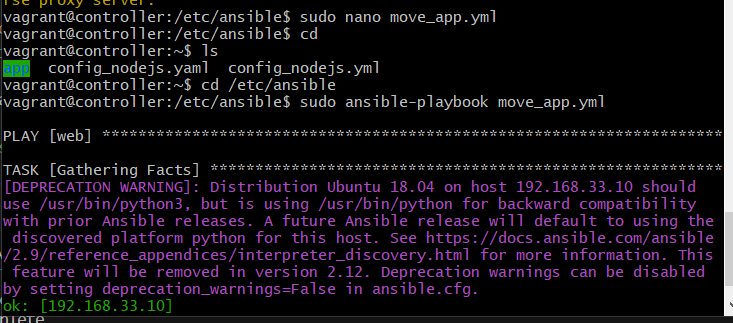 rse proxy server.
vagrant@controller:/etc/ansible$ sudo nano move_app.yml
vagrant@controller:/etc/ansible$ cd
vagrant@controller:~$ ls
app  config_nodejs.yaml  config_nodejs.yml
vagrant@controller:~$ cd /etc/ansible
vagrant@controller:/etc/ansible$ sudo ansible-playbook move_app.yml
PLAY [web] *********************************************************************
TASK [Gathering Facts] *********************************************************
[DEPRECATION WARNING]: Distribution Ubuntu 18.04 on host 192.168.33.10 should
use /usr/bin/python3, but is using /usr/bin/python for backward compatibility
with prior Ansible releases. A future Ansible release will default to using the
 discovered platform python for this host. See https://docs.ansible.com/ansible
/2.9/reference_appendices/interpreter_discovery.html for more information. This
 feature will be removed in version 2.12. Deprecation warnings can be disabled
by setting deprecation_warnings=False in ansible.cfg.
ok: [192.168.33.10]